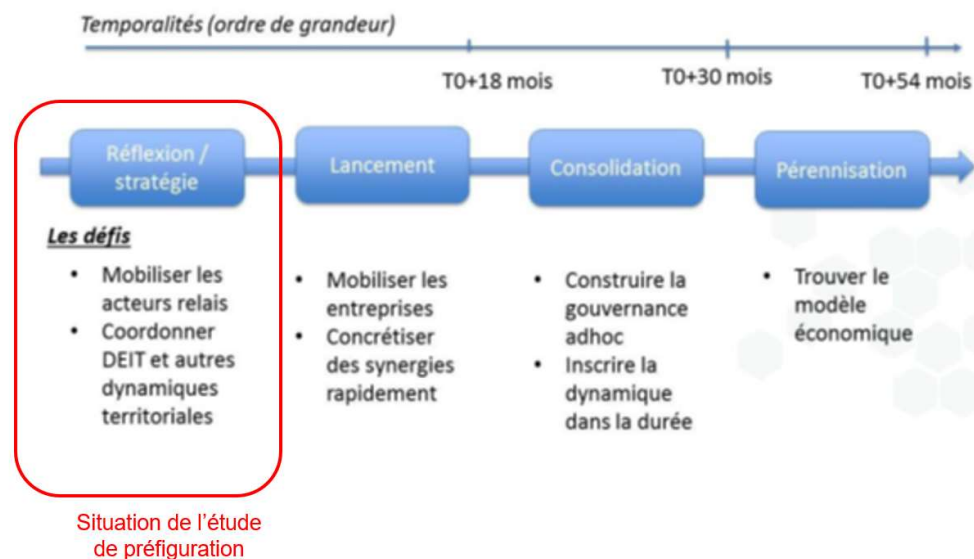 Temporalités (ordre de grandeur)
T0+18 mois
T0+30 mois
T0+54 mois
Réflexion /
stratégie
Lancement
Consolidation
Pérennisation
Les défis
• Mobiliser les
acteurs relais
• Coordonner
DEIT et autres
dynamiques
territoriales
• Mobiliser les
entreprises
• Concrétiser
des synergies
rapidement
• Construire la
gouvernance
adhoc
• Inscrire la
dynamique
dans la durée
• Trouver le
modèle
économique
Situation de l'étude
de préfiguration